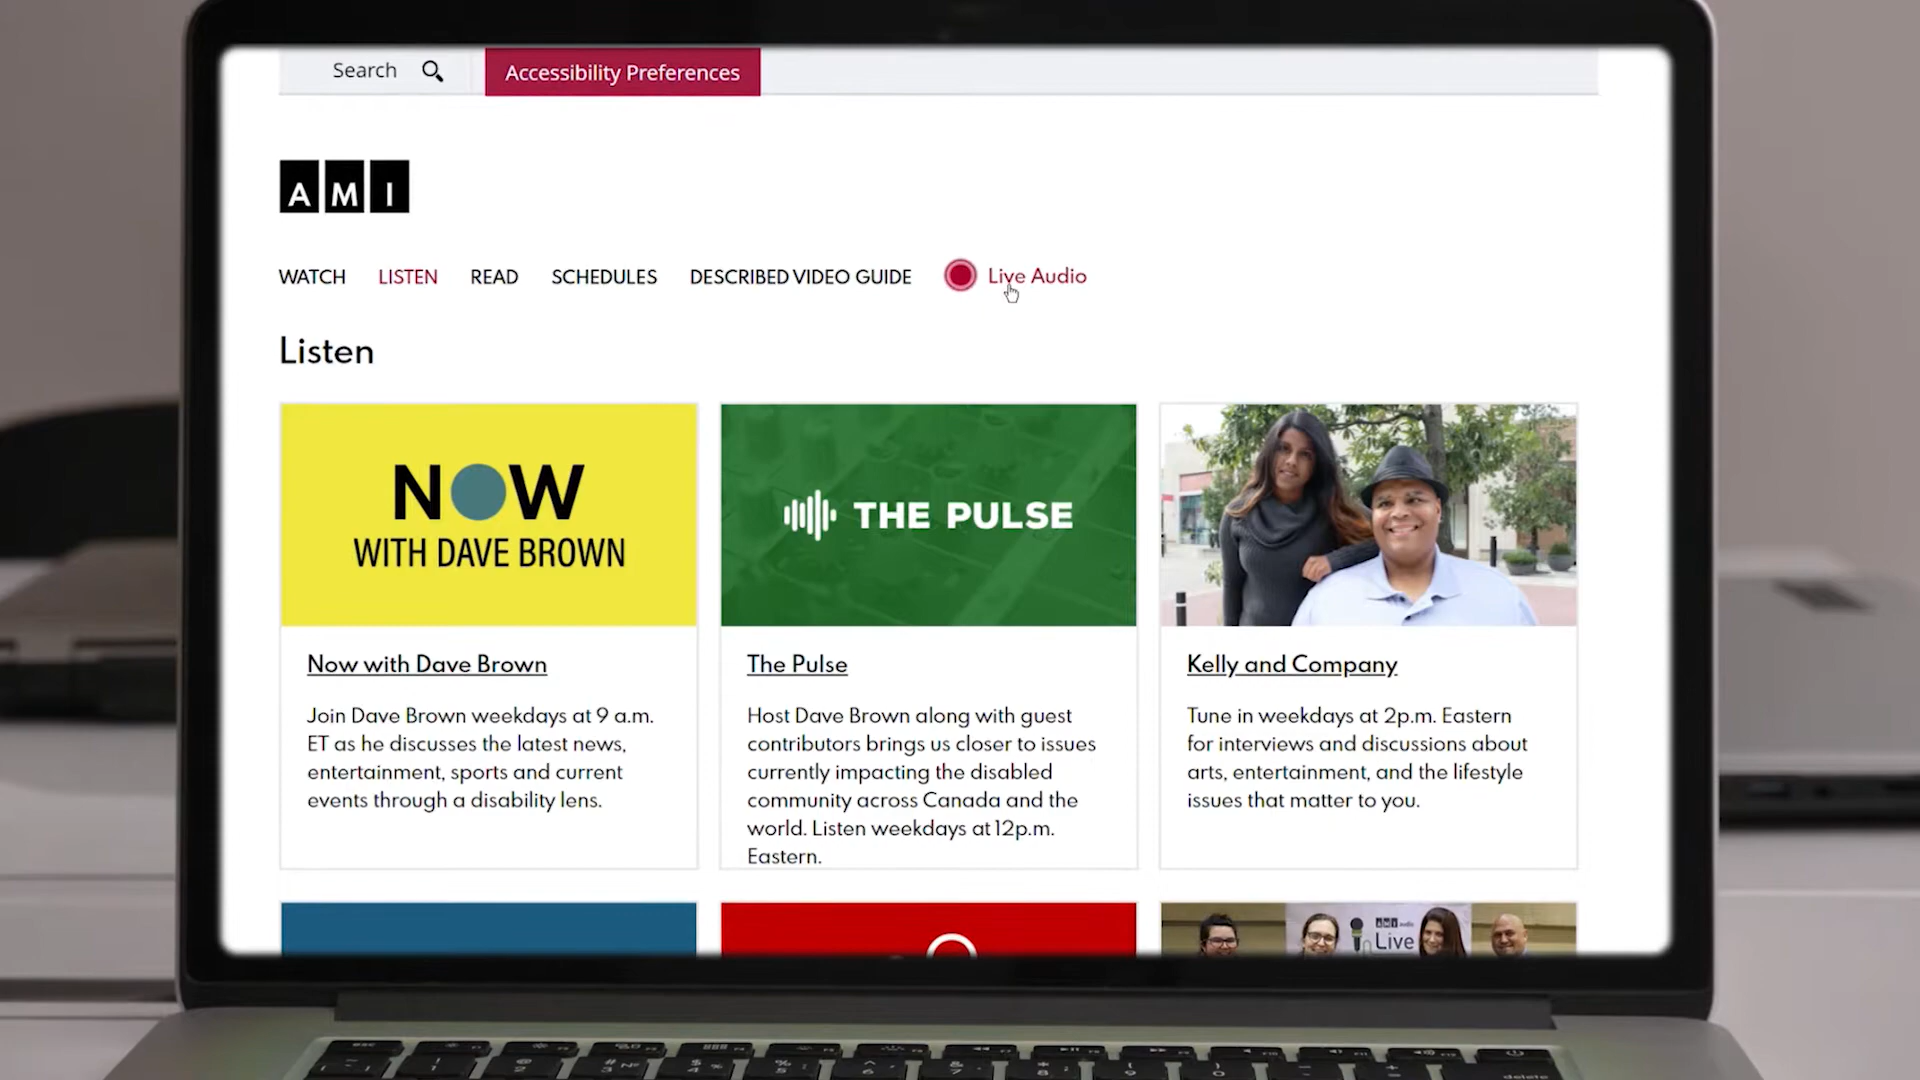 Search
Accessibility Preferences
AMI
WATCH LISTEN READ SCHEDULES DESCRIBED VIDEO GUIDE Live Audio
Listen
NOW
WITH DAVE BROWN
THE PULSE
Now with Dave Brown
Join Dave Brown weekdays at 9 a.m.
ET as he discusses the latest news,
entertainment, sports and current
events through a disability lens.
The Pulse
Host Dave Brown along with guest
contributors brings us closer to issues
currently impacting the disabled
community across Canada and the
world. Listen weekdays at 12p.m.
Eastern.
Kelly and Company
Tune in weekdays at 2p.m. Eastern
for interviews and discussions about
arts, entertainment, and the lifestyle
issues that matter to you.
AMI audio
Live
esc
delete